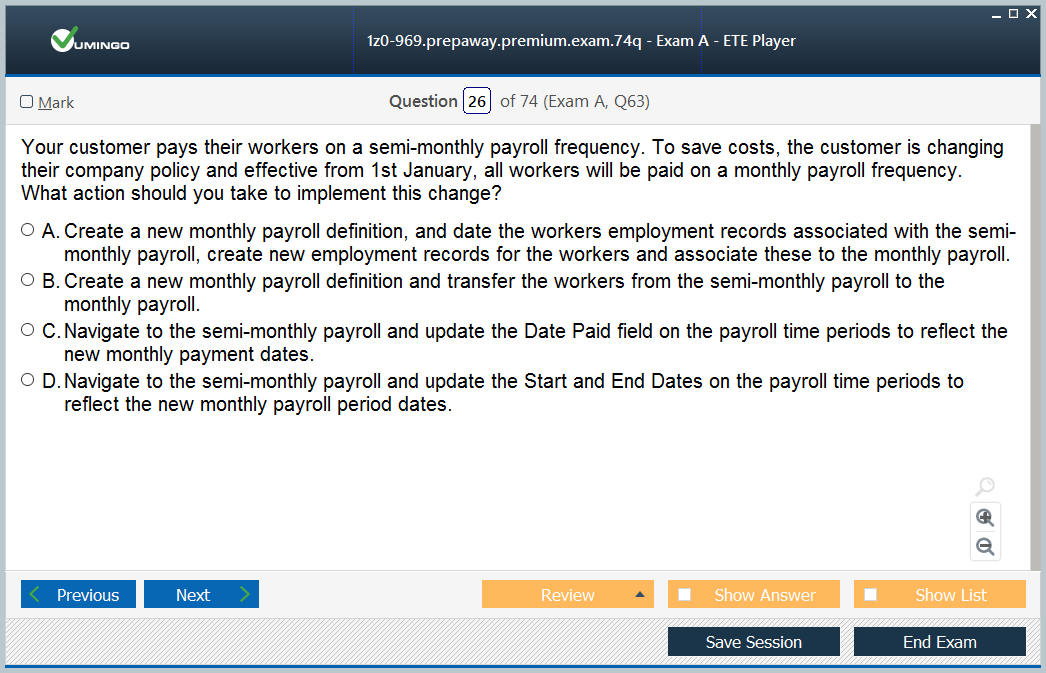 VUMINGO
1z0-969.prepaway.premium.exam.74q - Exam A - ETE Player
Mark
Question 26 of 74 (Exam A, Q63)
Your customer pays their workers on a semi-monthly payroll frequency. To save costs, the customer is changing
their company policy and effective from 1st January, all workers will be paid on a monthly payroll frequency.
What action should you take to implement this change?
A. Create a new monthly payroll definition, and date the workers employment records associated with the semi-
monthly payroll, create new employment records for the workers and associate these to the monthly payroll.
B. Create a new monthly payroll definition and transfer the workers from the semi-monthly payroll to the
monthly payroll.
C. Navigate to the semi-monthly payroll and update the Date Paid field on the payroll time periods to reflect the
new monthly payment dates.
D. Navigate to the semi-monthly payroll and update the Start and End Dates on the payroll time periods to
reflect the new monthly payroll period dates.
Previous
Next
Review
Show Answer
Show List
Save Session
End Exam